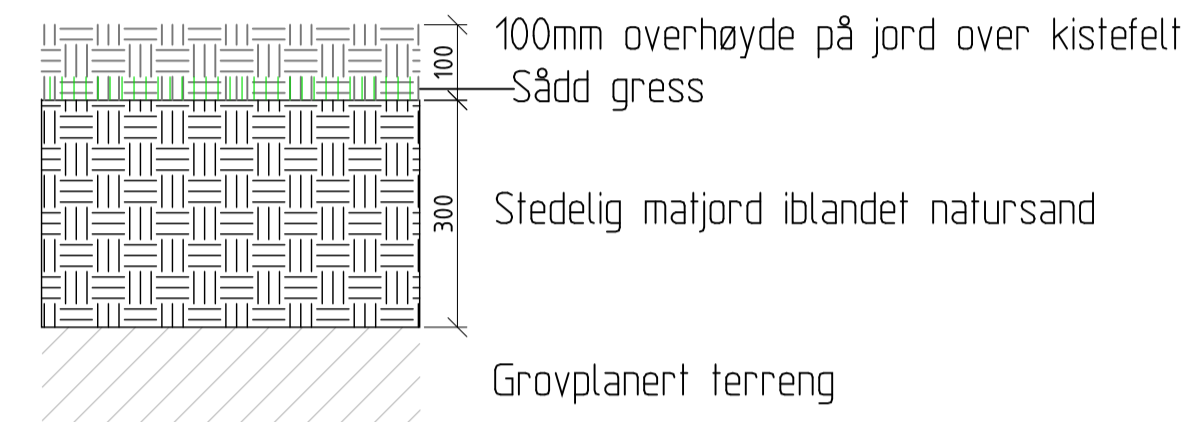 100mm overhøyde på jord over kistefelt
100
Sådd gress
300
Stedelig matjord iblandet natursand
Grovplanert terreng